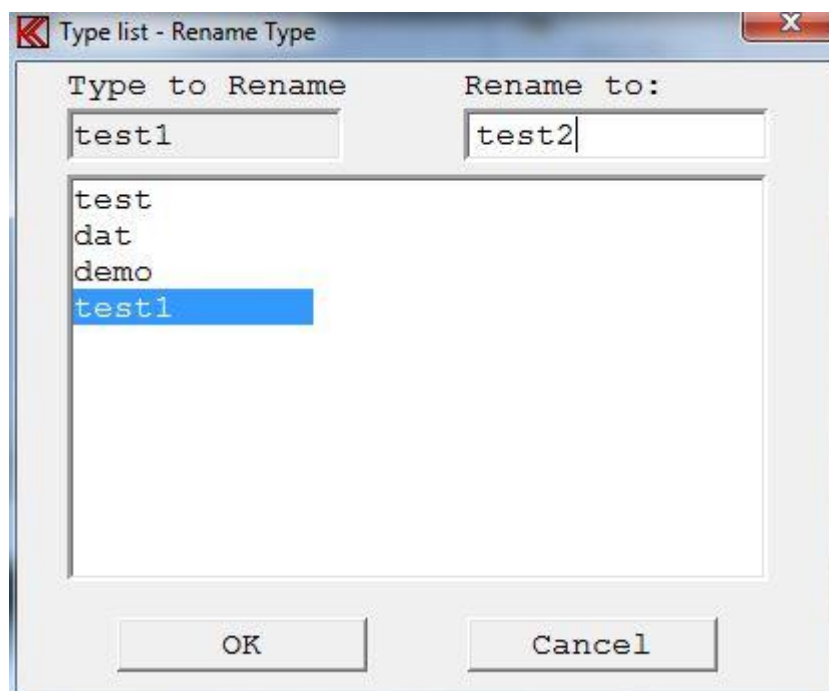 Type list - Rename Type
Type to Rename Rename to:
test1 test2
test
dat
demo
test1
OK Cancel